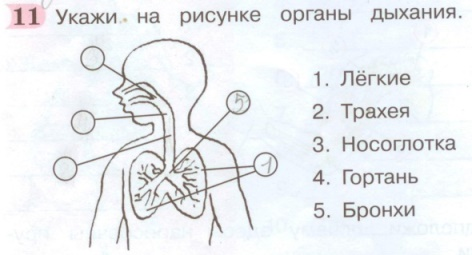 11 Укажи на рисунке органы дыхания.
5
1
1. Лёгкие
2. Трахея
3. Носоглотка
4. Гортань
5. Бронхи